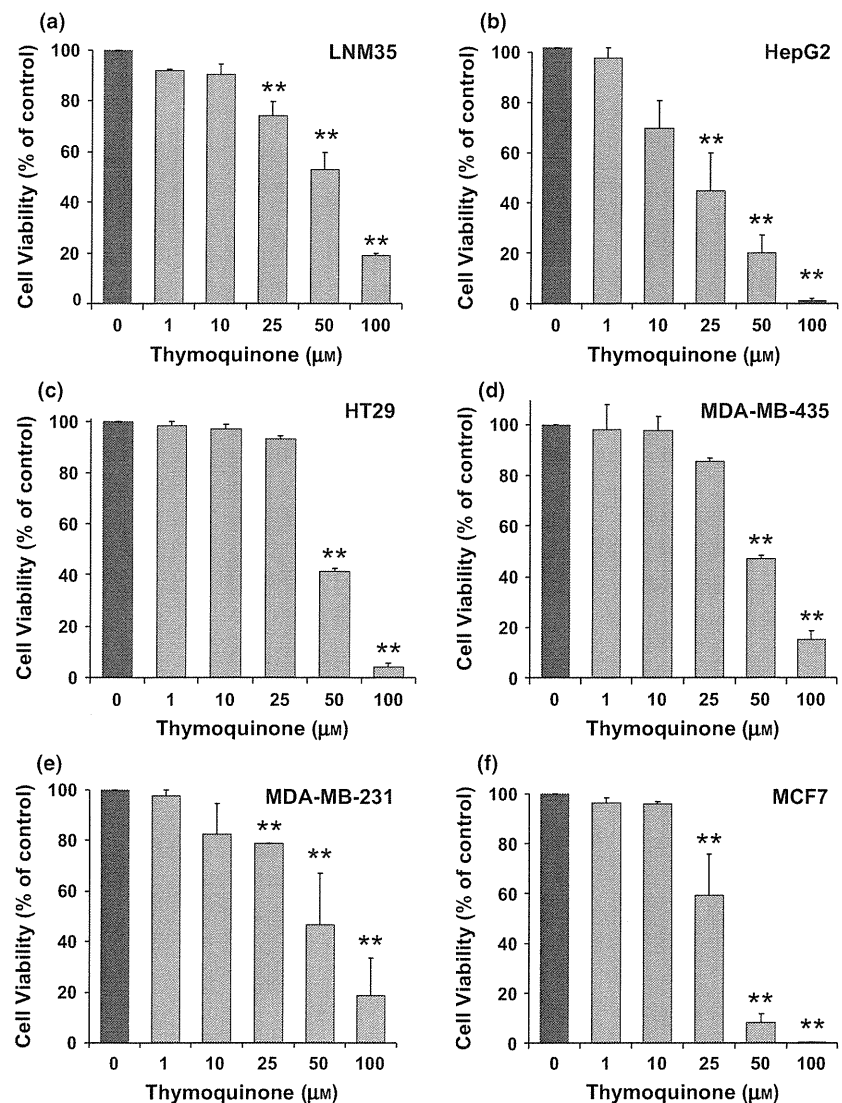 (a)
LNM35
Cell Viability (% of control)
100
80
60
40
20
0
**
**
**
0 1 10 25 50 100
Thymoquinone (μM)
(b)
HepG2
Cell Viability (% of control)
100
80
60
40
20
0
**
**
**
0 1 10 25 50 100
Thymoquinone (μM)
(c)
HT29
Cell Viability (% of control)
100
80
60
40
20
0
**
**
0 1 10 25 50 100
Thymoquinone (μM)
(d)
MDA-MB-435
Cell Viability (% of control)
100
80
60
40
20
0
**
**
0 1 10 25 50 100
Thymoquinone (μM)
(e)
MDA-MB-231
Cell Viability (% of control)
100
80
60
40
20
0
**
**
**
0 1 10 25 50 100
Thymoquinone (μM)
(f)
MCF7
Cell Viability (% of control)
100
80
60
40
20
0
**
**
**
0 1 10 25 50 100
Thymoquinone (μM)